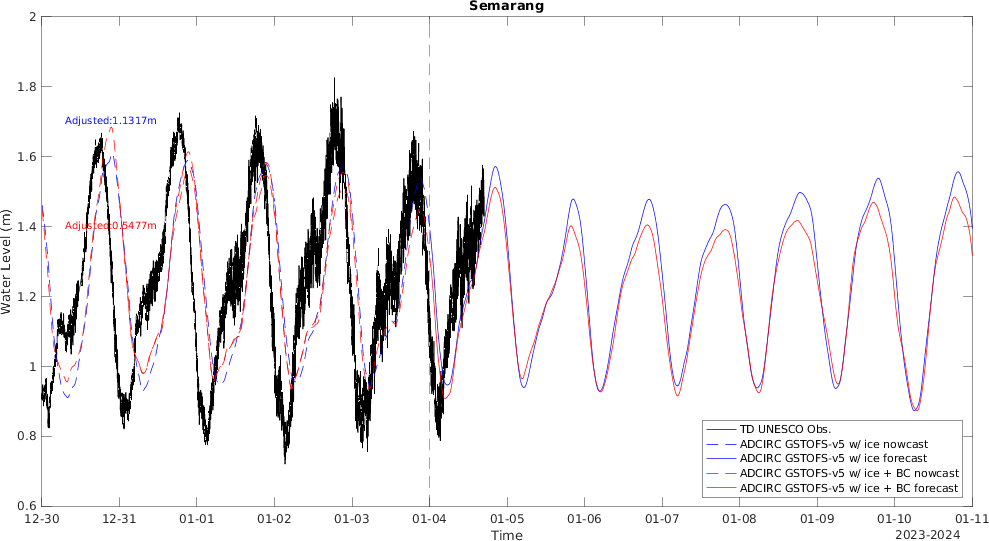 Semarang
2
1.8
1.6
1.4
1.2
1
0.8
0.6
Water Level (m)
Adjusted:1.1317m
Adjusted:0.5477m
TD UNESCO Obs.
ADCIRC GSTOFS-v5 w/ ice nowcast
ADCIRC GSTOFS-v5 w/ ice forecast
ADCIRC GSTOFS-v5 w/ ice + BC nowcast
ADCIRC GSTOFS-v5 w/ ice + BC forecast
12-30 12-31 01-01 01-02 01-03 01-04 01-05 01-06 01-07 01-08 01-09 01-10 01-11
Time
2023-2024